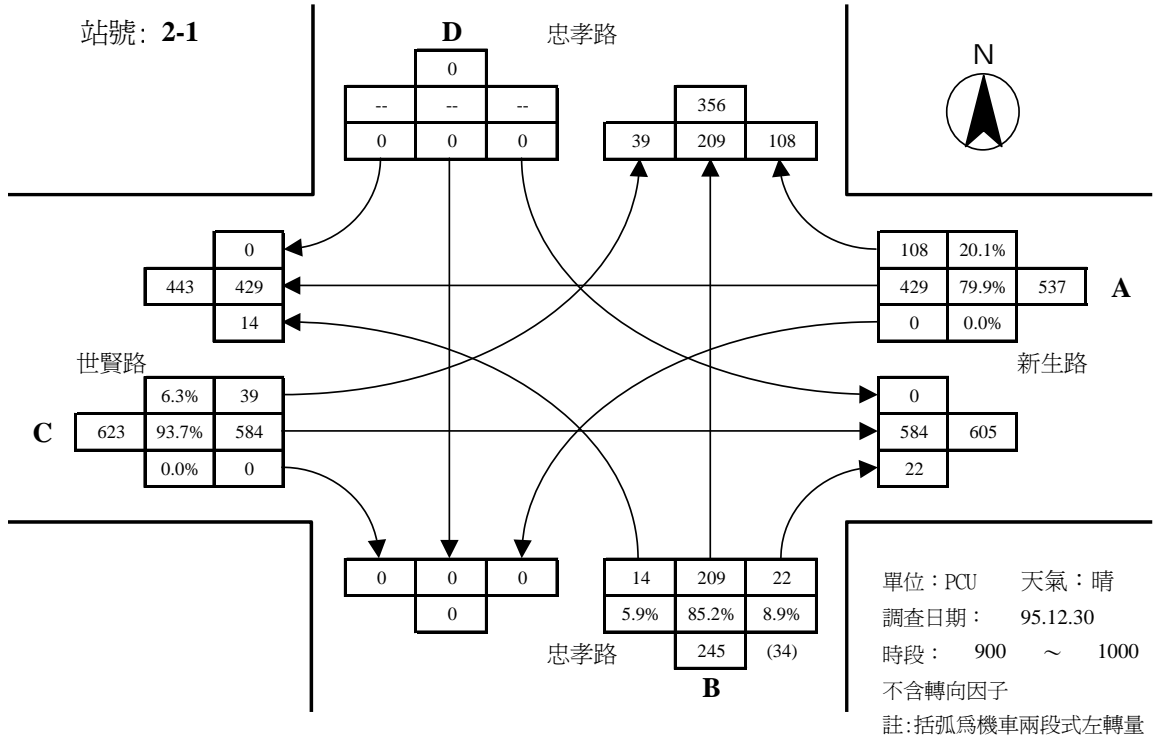 站號: 2-1
D
忠孝路
N
0
-- -- --
0 0 0
356
39 209 108
0
443 429
14
108 20.1%
429 79.9% 537
0 0.0%
A
世賢路
新生路
6.3% 39
C
623 93.7% 584
0.0% 0
0
584 605
22
0 0 0
0
14 209 22
5.9% 85.2% 8.9%
245 (34)
忠孝路
B
單位：PCU 天氣：晴
調查日期： 95.12.30
時段： 900 ～ 1000
不含轉向因子
註:括弧爲機車兩段式左轉量